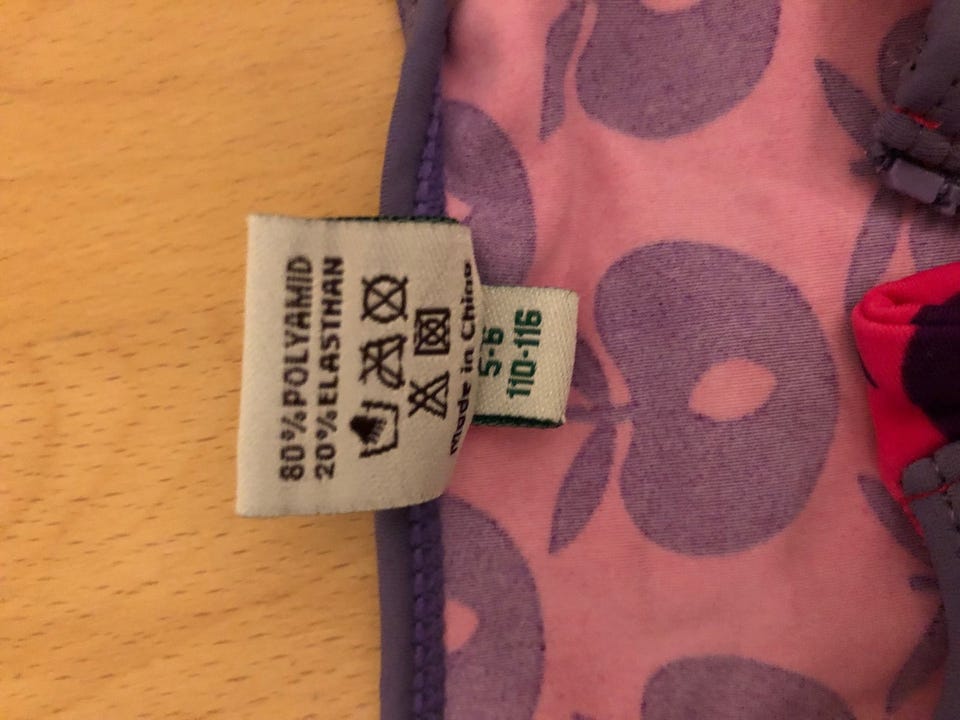 80%POLYAMID
20%ELASTHAN
made in China
5-6
110-116